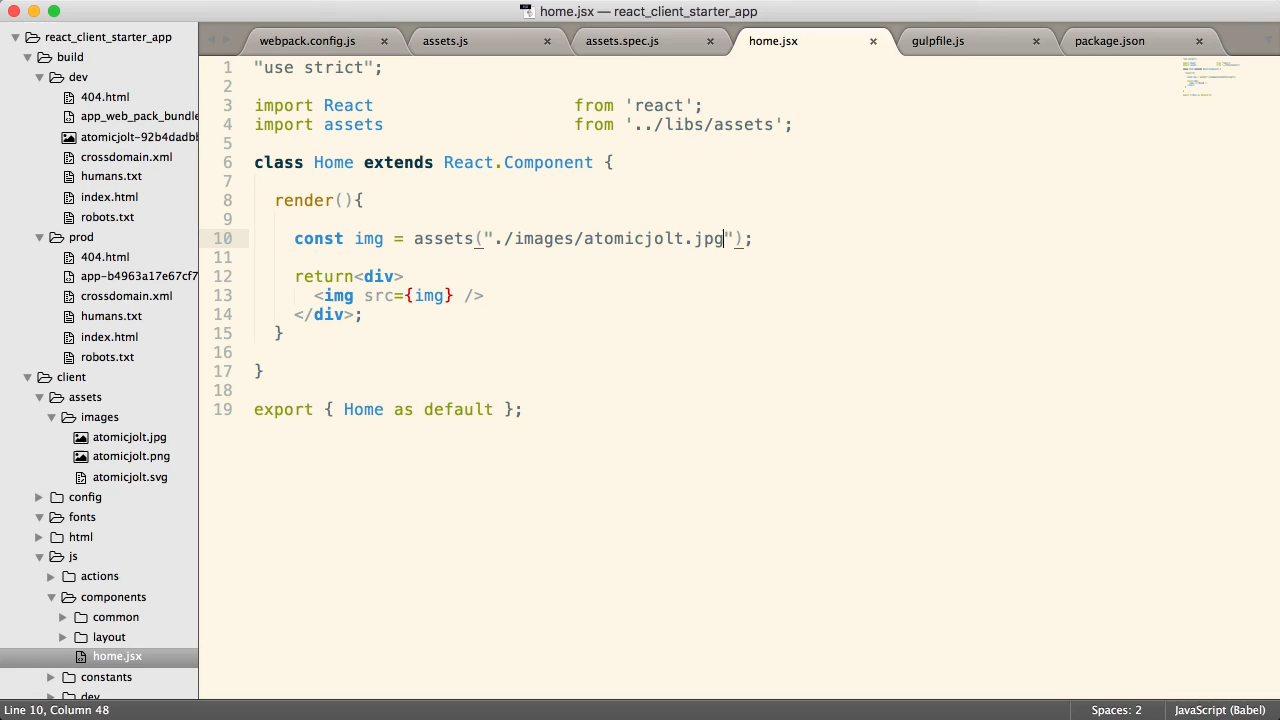 home.jsx — react_client_starter_app
webpack.config.js
assets.js
assets.spec.js
home.jsx
gulpfile.js
package.json
react_client_starter_app
build
dev
404.html
app_web_pack_bundle
atomicjolt-92b4dadbb
crossdomain.xml
humans.txt
index.html
robots.txt
prod
404.html
app-b4963a17e67cf7
crossdomain.xml
humans.txt
index.html
robots.txt
client
assets
images
atomicjolt.jpg
atomicjolt.png
atomicjolt.svg
config
fonts
html
js
actions
components
common
layout
home.jsx
constants
dev
1 "use strict";
2
3 import React from 'react';
4 import assets from '../libs/assets';
5
6 class Home extends React.Component {
7
8 render(){
9
10 const img = assets("./images/atomicjolt.jpg");
11
12 return<div>
13 <img src={img} />
14 </div>;
15 }
16
17 }
18
19 export { Home as default };
Line 10, Column 48
Spaces: 2
JavaScript (Babel)